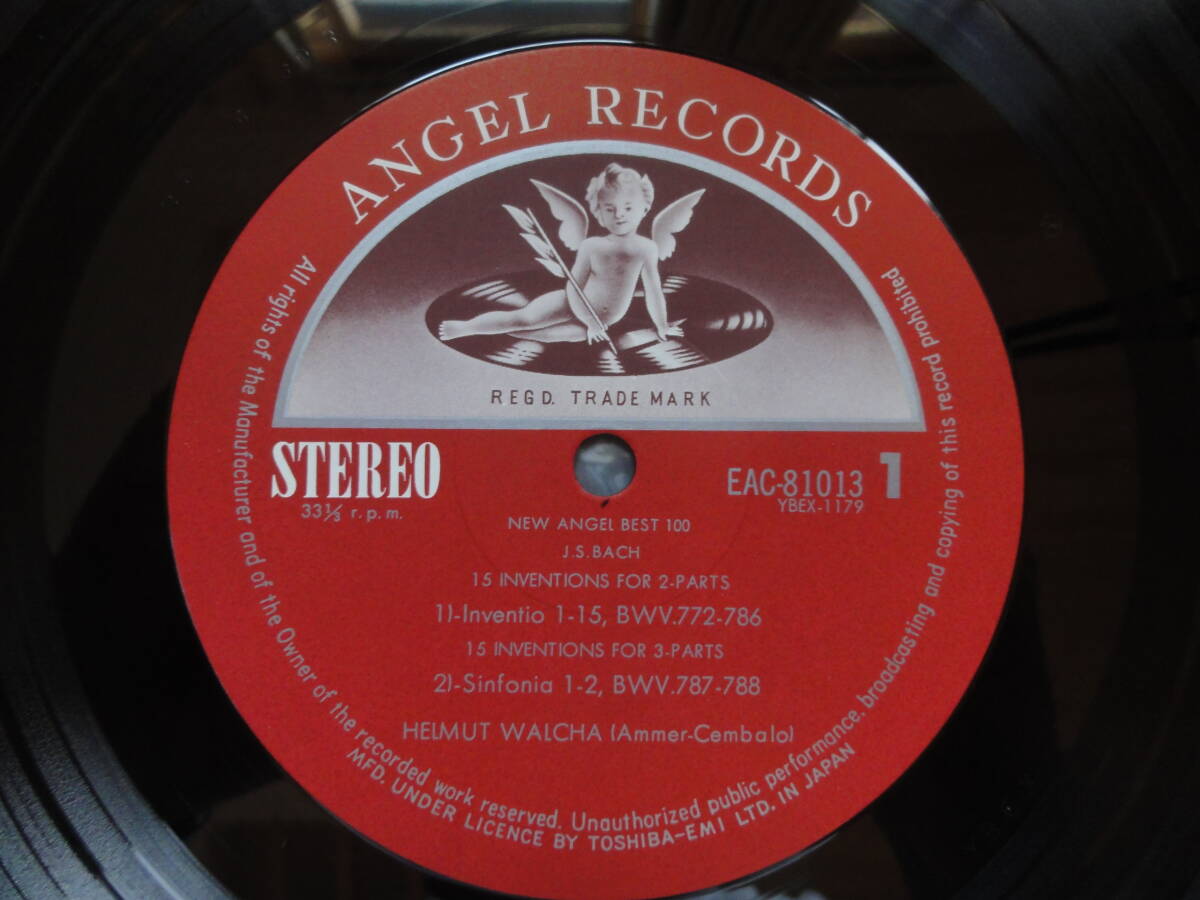 ANGEL RECORDS
REGD. TRADE MARK
STEREO
33⅓ r.p.m.
EAC-81013 1
YBEX-1179
NEW ANGEL BEST 100
J.S.BACH
15 INVENTIONS FOR 2-PARTS
1)-Inventio 1-15, BWV.772-786
15 INVENTIONS FOR 3-PARTS
2)-Sinfonia 1-2, BWV.787-788
HELMUT WALCHA (Ammer-Cembalo)
All rights of the Manufacturer and of the Owner of the recorded work reserved. Unauthorized public performance, broadcasting and copying of this record prohibited
MFD. UNDER LICENCE BY TOSHIBA-EMI LTD. IN JAPAN